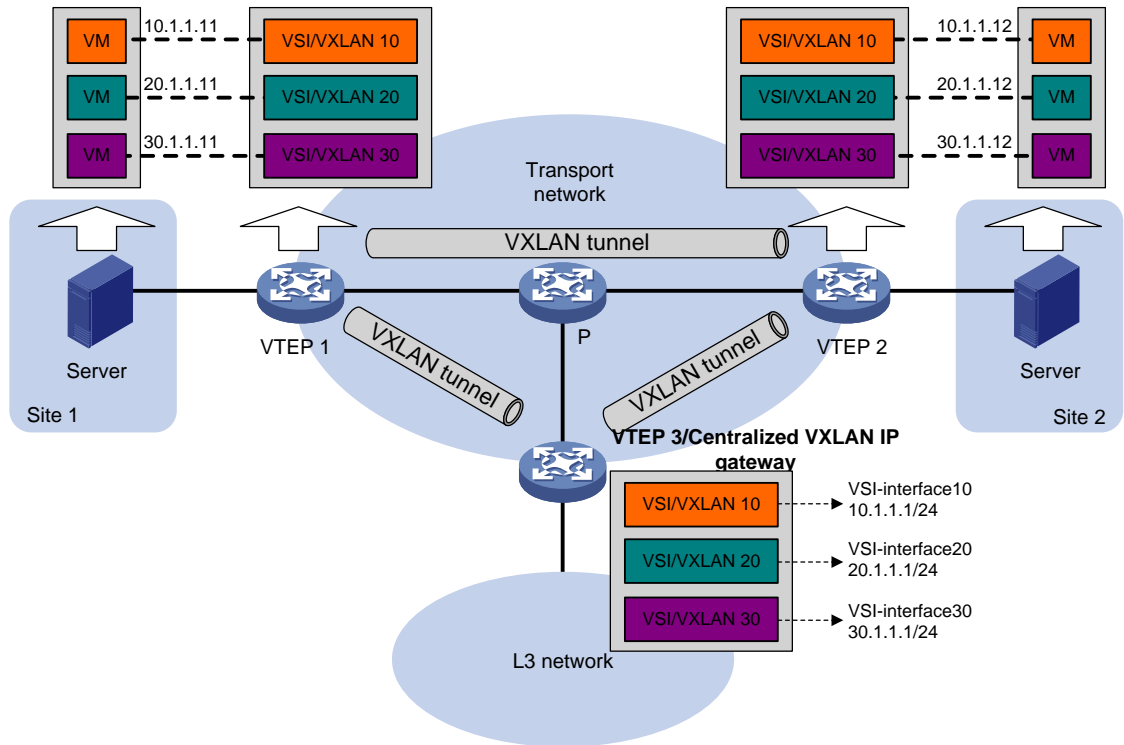 VM
10.1.1.11
VSI/VXLAN 10
VM
20.1.1.11
VSI/VXLAN 20
VM
30.1.1.11
VSI/VXLAN 30
VSI/VXLAN 10
10.1.1.12
VM
VSI/VXLAN 20
20.1.1.12
VM
VSI/VXLAN 30
30.1.1.12
VM
Transport
network
VXLAN tunnel
Server
Site 1
VTEP 1
P
VTEP 2
Server
Site 2
VXLAN tunnel
VXLAN tunnel
VTEP 3/Centralized VXLAN IP
gateway
VSI/VXLAN 10
VSI-interface10
10.1.1.1/24
VSI/VXLAN 20
VSI-interface20
20.1.1.1/24
VSI/VXLAN 30
VSI-interface30
30.1.1.1/24
L3 network